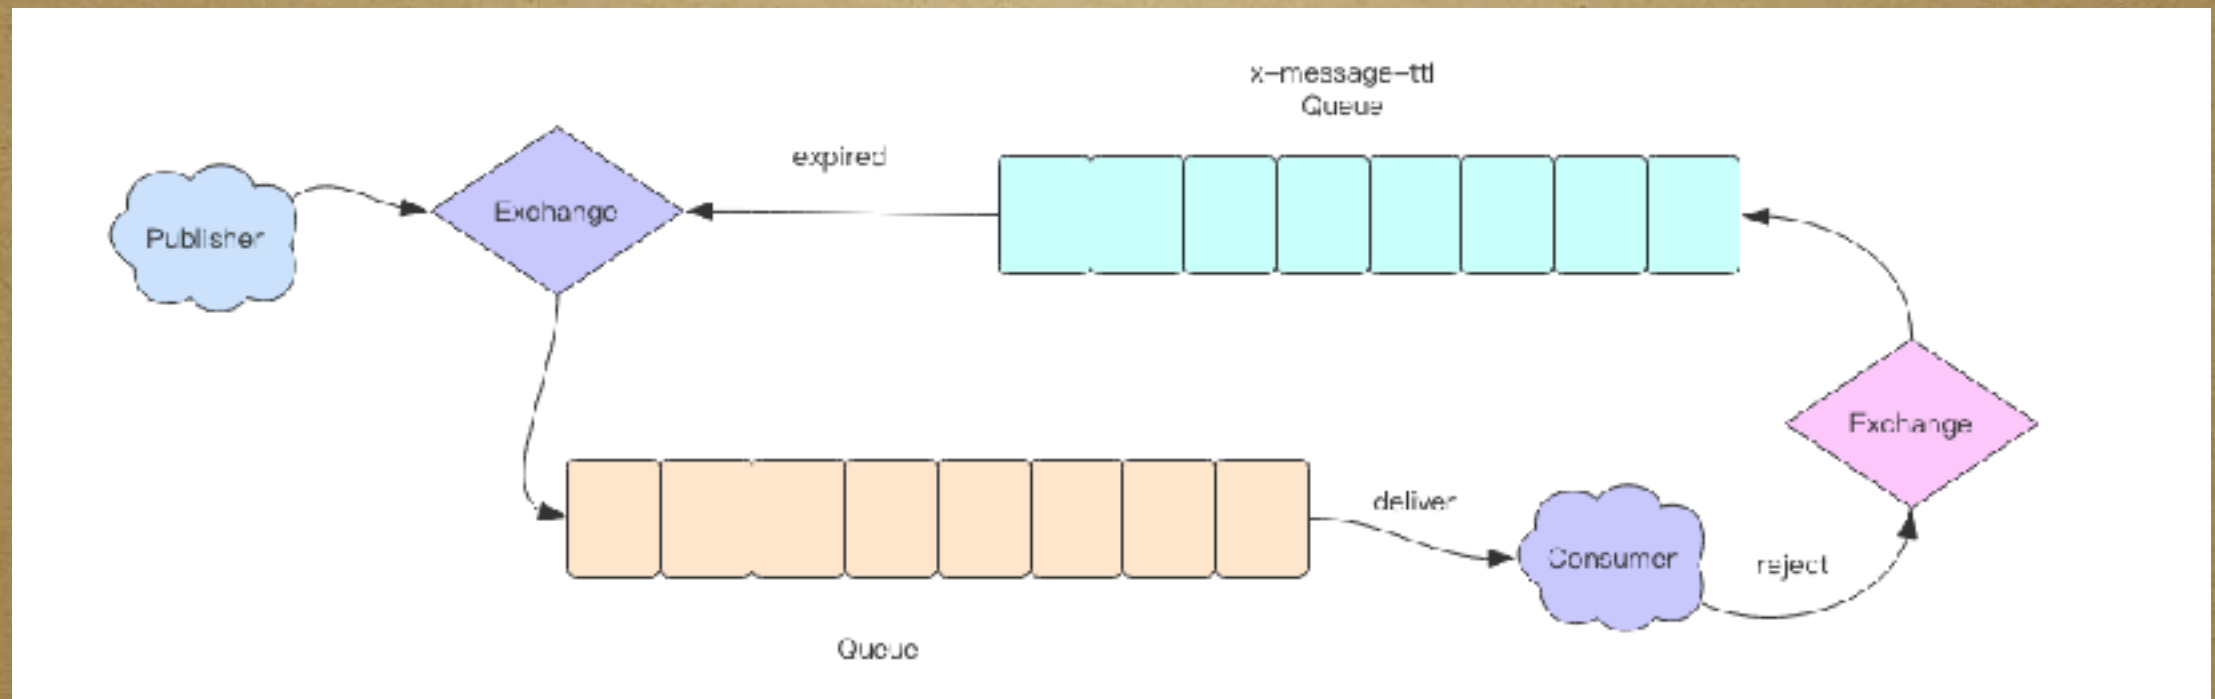 x-message-ttl
Queue
expired
Exchange
Publisher
Exchange
deliver
Consumer
reject
Queue